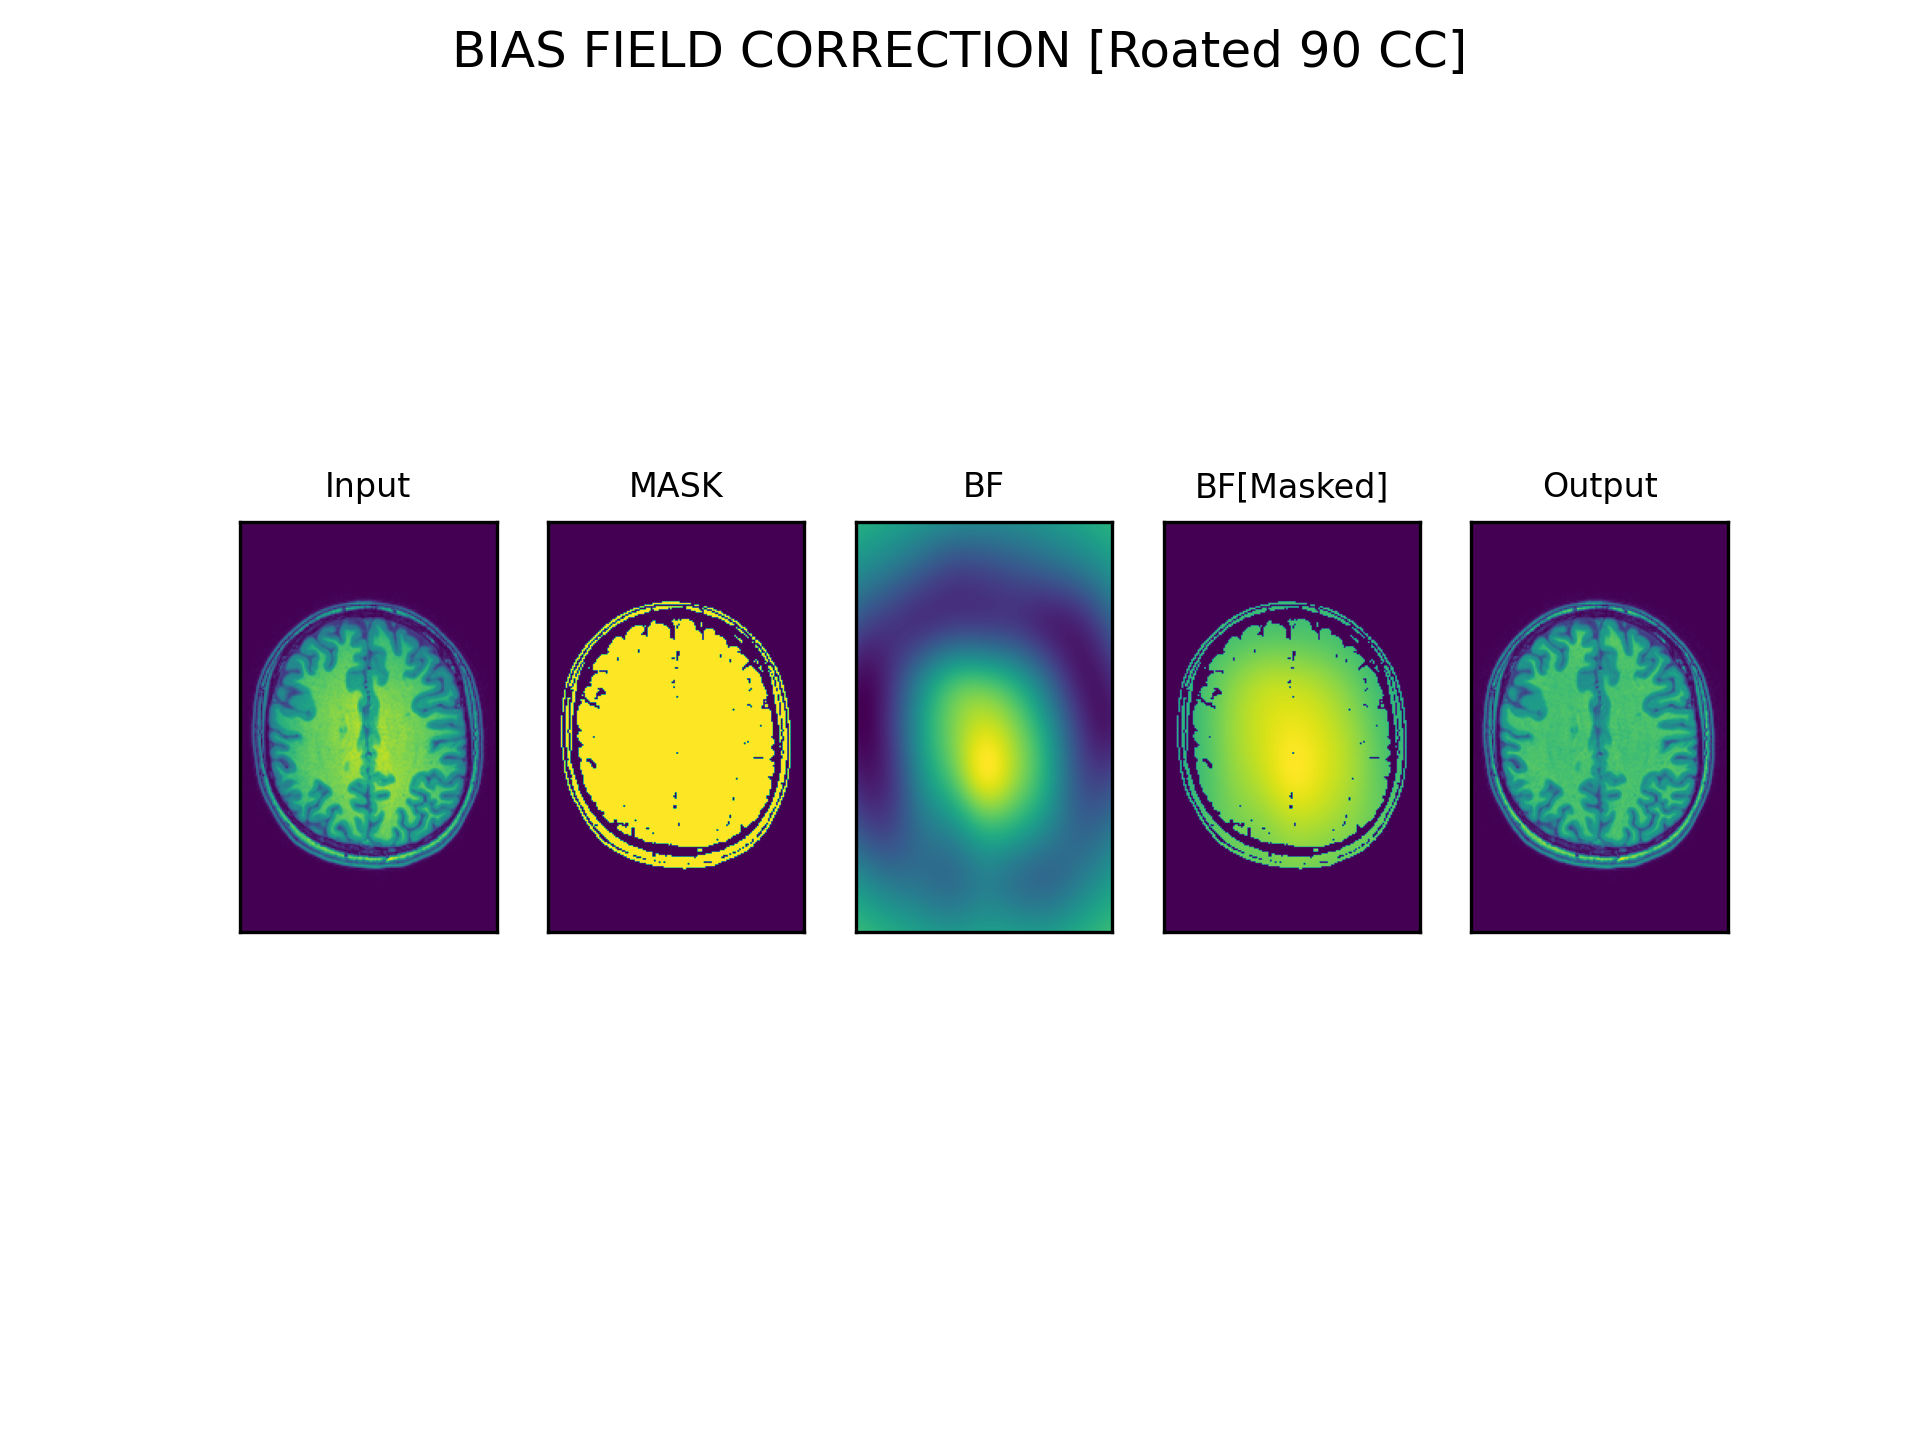 BIAS FIELD CORRECTION [Roated 90 CC]
Input
MASK
BF
BF[Masked]
Output